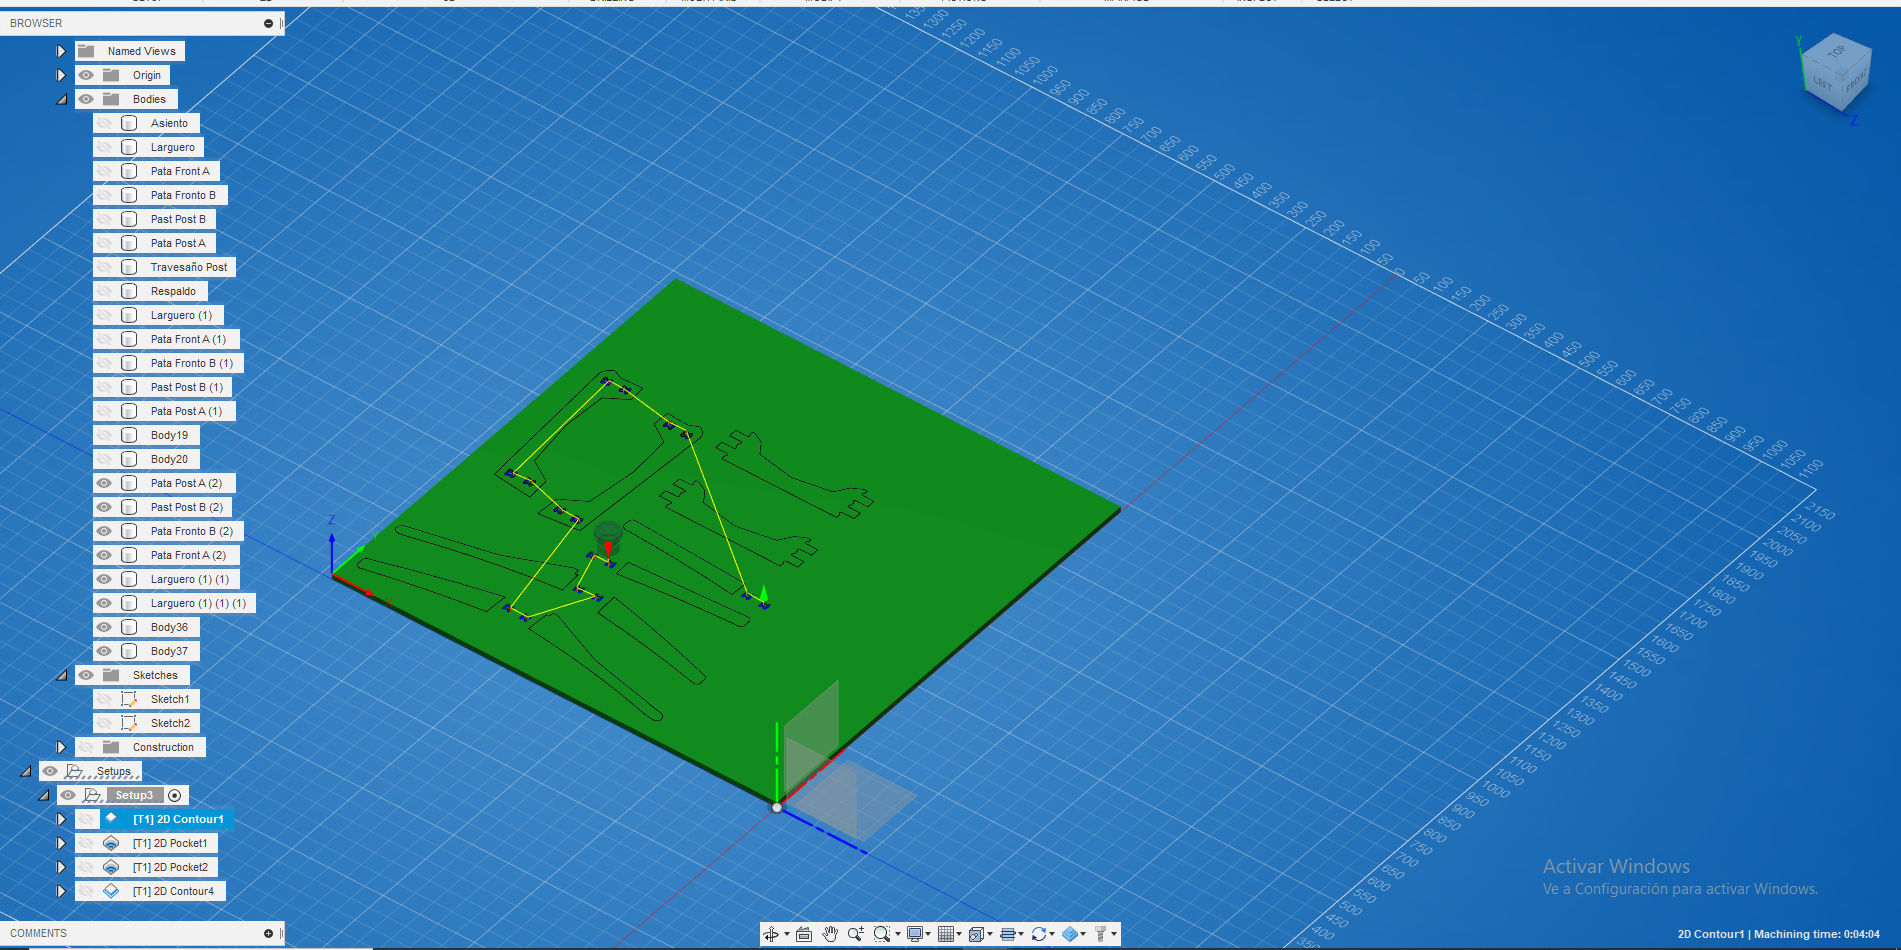 BROWSER
Named Views
Origin
Bodies
Asiento
Larguero
Pata Front A
Pata Fronto B
Past Post B
Pata Post A
Travesaño Post
Respaldo
Larguero (1)
Pata Front A (1)
Pata Fronto B (1)
Past Post B (1)
Pata Post A (1)
Body19
Body20
Pata Post A (2)
Past Post B (2)
Pata Fronto B (2)
Pata Front A (2)
Larguero (1) (1)
Larguero (1) (1) (1)
Body36
Body37
Sketches
Sketch1
Sketch2
Construction
Setups
Setup3
[T1] 2D Contour1
[T1] 2D Pocket1
[T1] 2D Pocket2
[T1] 2D Contour4
COMMENTS
Z
Y
TOP
LEFT
FRONT
Z
1300
1250
1200
1150
1100
1050
1000
950
900
850
800
750
700
650
600
550
500
450
400
350
300
250
200
150
100
50
0
50
100
150
200
250
300
350
400
450
500
550
600
650
700
750
800
850
900
950
1000
1050
1100
2150
2100
2050
2000
1950
1900
1850
1800
1750
1700
1650
1600
1550
1500
1450
1400
1350
1300
1250
1200
1150
1100
1050
1000
950
900
850
800
750
700
650
600
550
500
450
400
Activar Windows
Ve a Configuración para activar Windows.
2D Contour1 | Machining time: 0:04:04